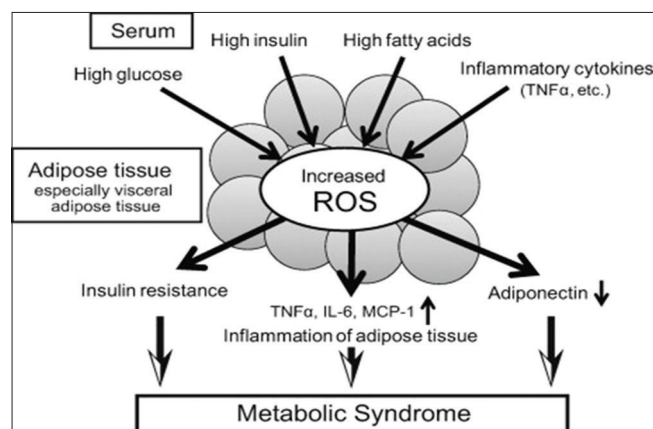 Serum
High insulin
High fatty acids
High glucose
Inflammatory cytokines
(TNFα, etc.)
Adipose tissue
especially visceral
adipose tissue
Increased
ROS
Insulin resistance
TNFα, IL-6, MCP-1 ↑
Inflammation of adipose tissue
Adiponectin ↓
Metabolic Syndrome